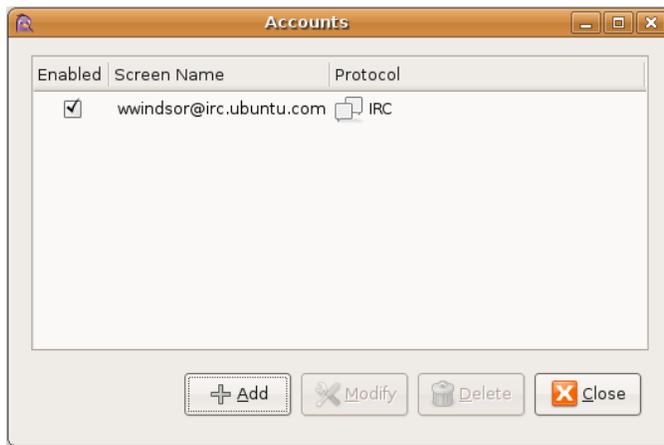 Accounts
Enabled Screen Name Protocol
wwindsor@irc.ubuntu.com IRC
Add Modify Delete Close